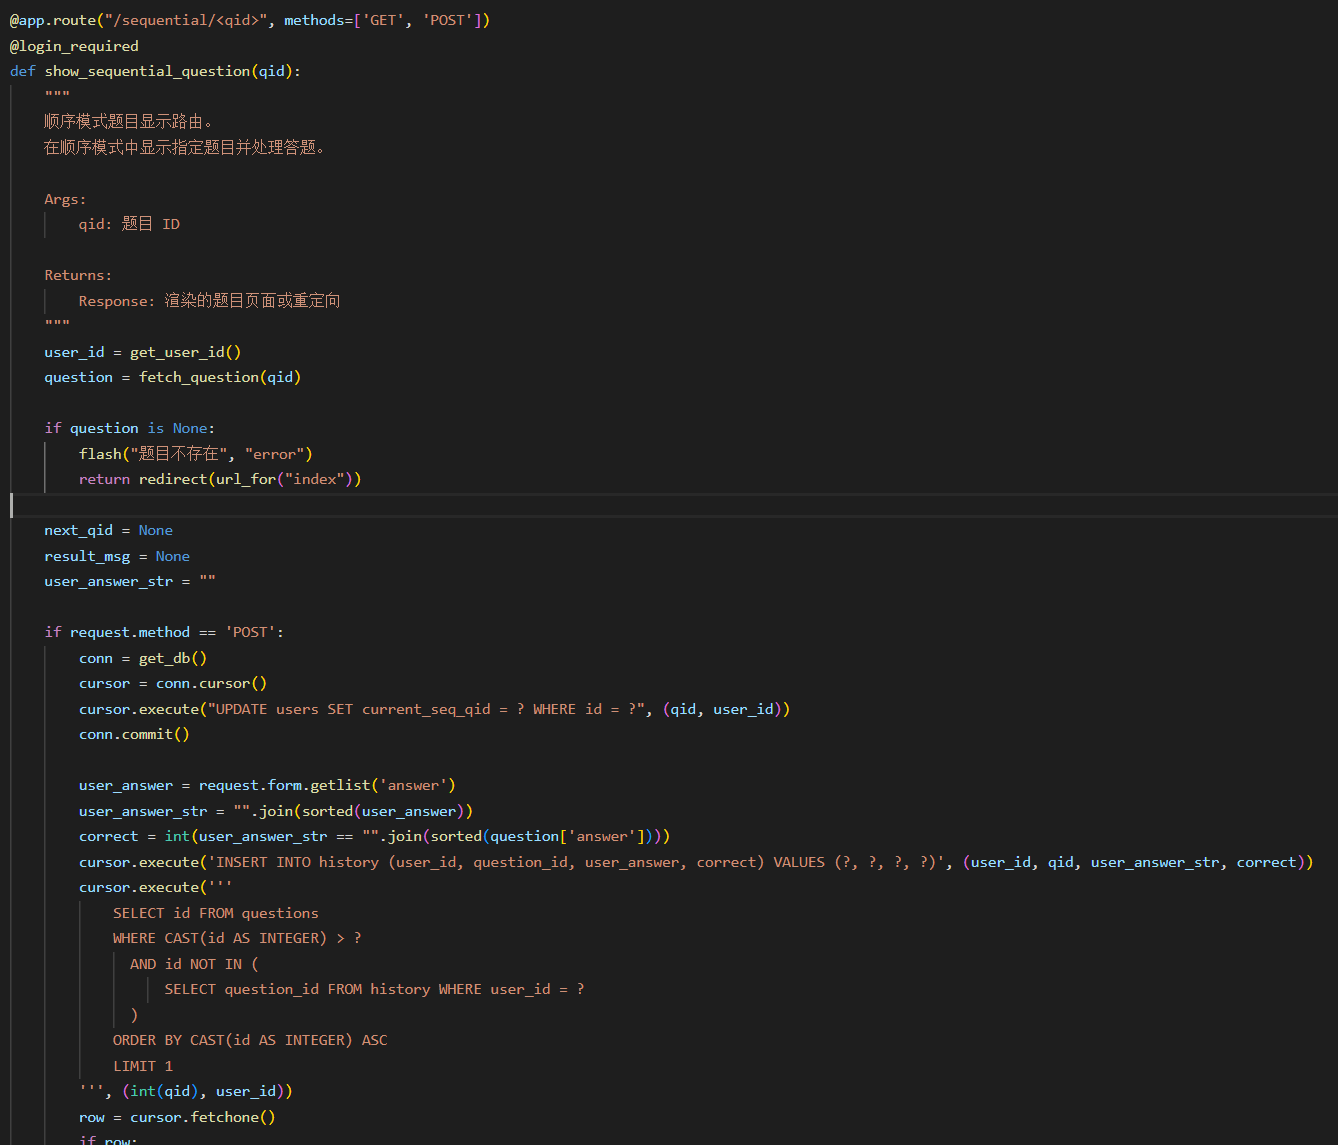 @app.route("/sequential/<qid>", methods=['GET', 'POST'])
@login_required
def show_sequential_question(qid):
    """
    顺序模式题目显示路由。
    在顺序模式中显示指定题目并处理答题。

    Args:
        qid: 题目 ID

    Returns:
        Response: 渲染的题目页面或重定向
    """
    user_id = get_user_id()
    question = fetch_question(qid)

    if question is None:
        flash("题目不存在", "error")
        return redirect(url_for("index"))

    next_qid = None
    result_msg = None
    user_answer_str = ""

    if request.method == 'POST':
        conn = get_db()
        cursor = conn.cursor()
        cursor.execute("UPDATE users SET current_seq_qid = ? WHERE id = ?", (qid, user_id))
        conn.commit()

        user_answer = request.form.getlist('answer')
        user_answer_str = "".join(sorted(user_answer))
        correct = int(user_answer_str == "".join(sorted(question['answer'])))
        cursor.execute('INSERT INTO history (user_id, question_id, user_answer, correct) VALUES (?, ?, ?, ?)', (user_id, qid, user_answer_str, correct))
        cursor.execute('''
            SELECT id FROM questions
            WHERE CAST(id AS INTEGER) > ?
              AND id NOT IN (
                  SELECT question_id FROM history WHERE user_id = ?
              )
            ORDER BY CAST(id AS INTEGER) ASC
            LIMIT 1
        ''', (int(qid), user_id))
        row = cursor.fetchone()
        if row: